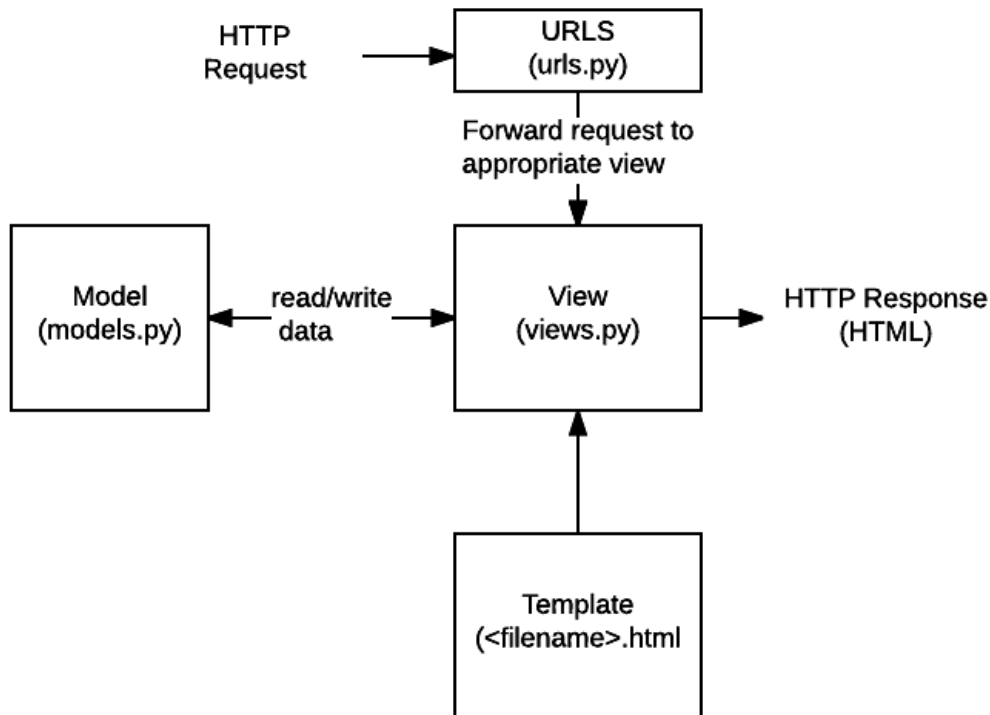 HTTP
Request
URLS
(urls.py)
Forward request to
appropriate view
Model
(models.py)
read/write
data
View
(views.py)
HTTP Response
(HTML)
Template
(<filename>.html